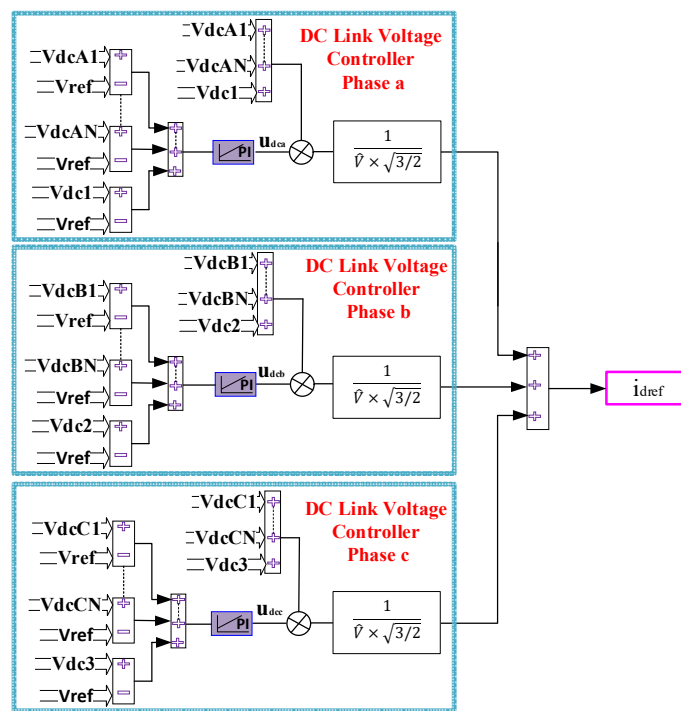 VdcA1
VdcAN
Vdc1
DC Link Voltage
Controller
Phase a
VdcA1
Vref
VdcAN
Vref
Vdc1
Vref
PI
udca
1
V̂ × √3/2
VdcB1
VdcBN
Vdc2
DC Link Voltage
Controller
Phase b
VdcB1
Vref
VdcBN
Vref
Vdc2
Vref
PI
udcb
1
V̂ × √3/2
idref
VdcC1
VdcCN
Vdc3
DC Link Voltage
Controller
Phase c
VdcC1
Vref
VdcCN
Vref
Vdc3
Vref
PI
udcc
1
V̂ × √3/2